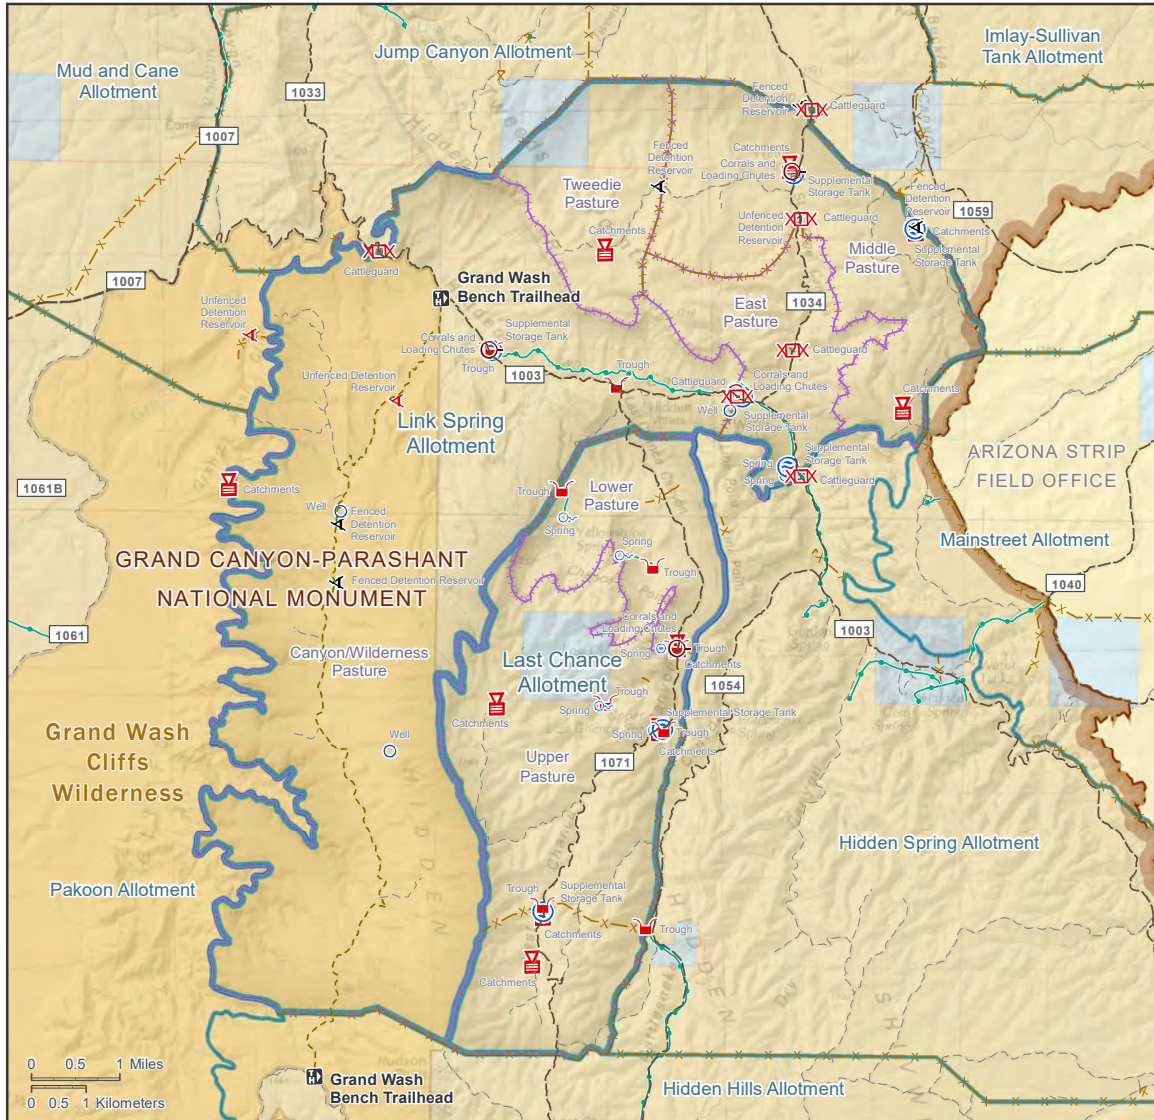 Imlay-Sullivan
Tank Allotment
Jump Canyon Allotment
Mud and Cane
Allotment
1033
1007
Fenced
Detention
Reservoir
Cattleguard
Catchments
Corrals and
Loading Chutes
Supplemental
Storage Tank
Fenced
Detention
Reservoir
Tweedie
Pasture
Fenced
Detention
Reservoir
Catchments
Supplemental
Storage Tank
1059
Unfenced
Detention
Reservoir
Cattleguard
Catchments
Middle
Pasture
Cattleguard
1007
Grand Wash
Bench Trailhead
East
Pasture
1034
Unfenced
Detention
Reservoir
Supplemental
Storage Tank
Corrals and
Loading Chutes
Trough
Trough
1003
Cattleguard
Cattleguard
Corrals and
Loading Chutes
Unfenced Detention
Reservoir
Catchments
Well
Supplemental
Storage Tank
Link Spring
Allotment
ARIZONA STRIP
FIELD OFFICE
Supplemental
Storage Tank
Spring
Spring
Cattleguard
1061B
Catchments
Trough
Lower
Pasture
Spring
Well
Fenced
Detention
Reservoir
Mainstreet Allotment
Spring
Trough
GRAND CANYON-PARASHANT
NATIONAL MONUMENT
Fenced Detention Reservoir
1040
1061
Corrals and
Loading Chutes
1003
Canyon/Wilderness
Pasture
Spring
Trough
Catchments
Last Chance
Allotment
1054
Trough
Spring
Catchments
Supplemental Storage Tank
Spring
Trough
Catchments
Grand Wash
Cliffs
Wilderness
Well
Upper
Pasture
1071
Hidden Spring Allotment
Pakoon Allotment
Trough
Supplemental
Storage Tank
Catchments
Trough
Catchments
0 0.5 1 Miles
0 0.5 1 Kilometers
Grand Wash
Bench Trailhead
Hidden Hills Allotment